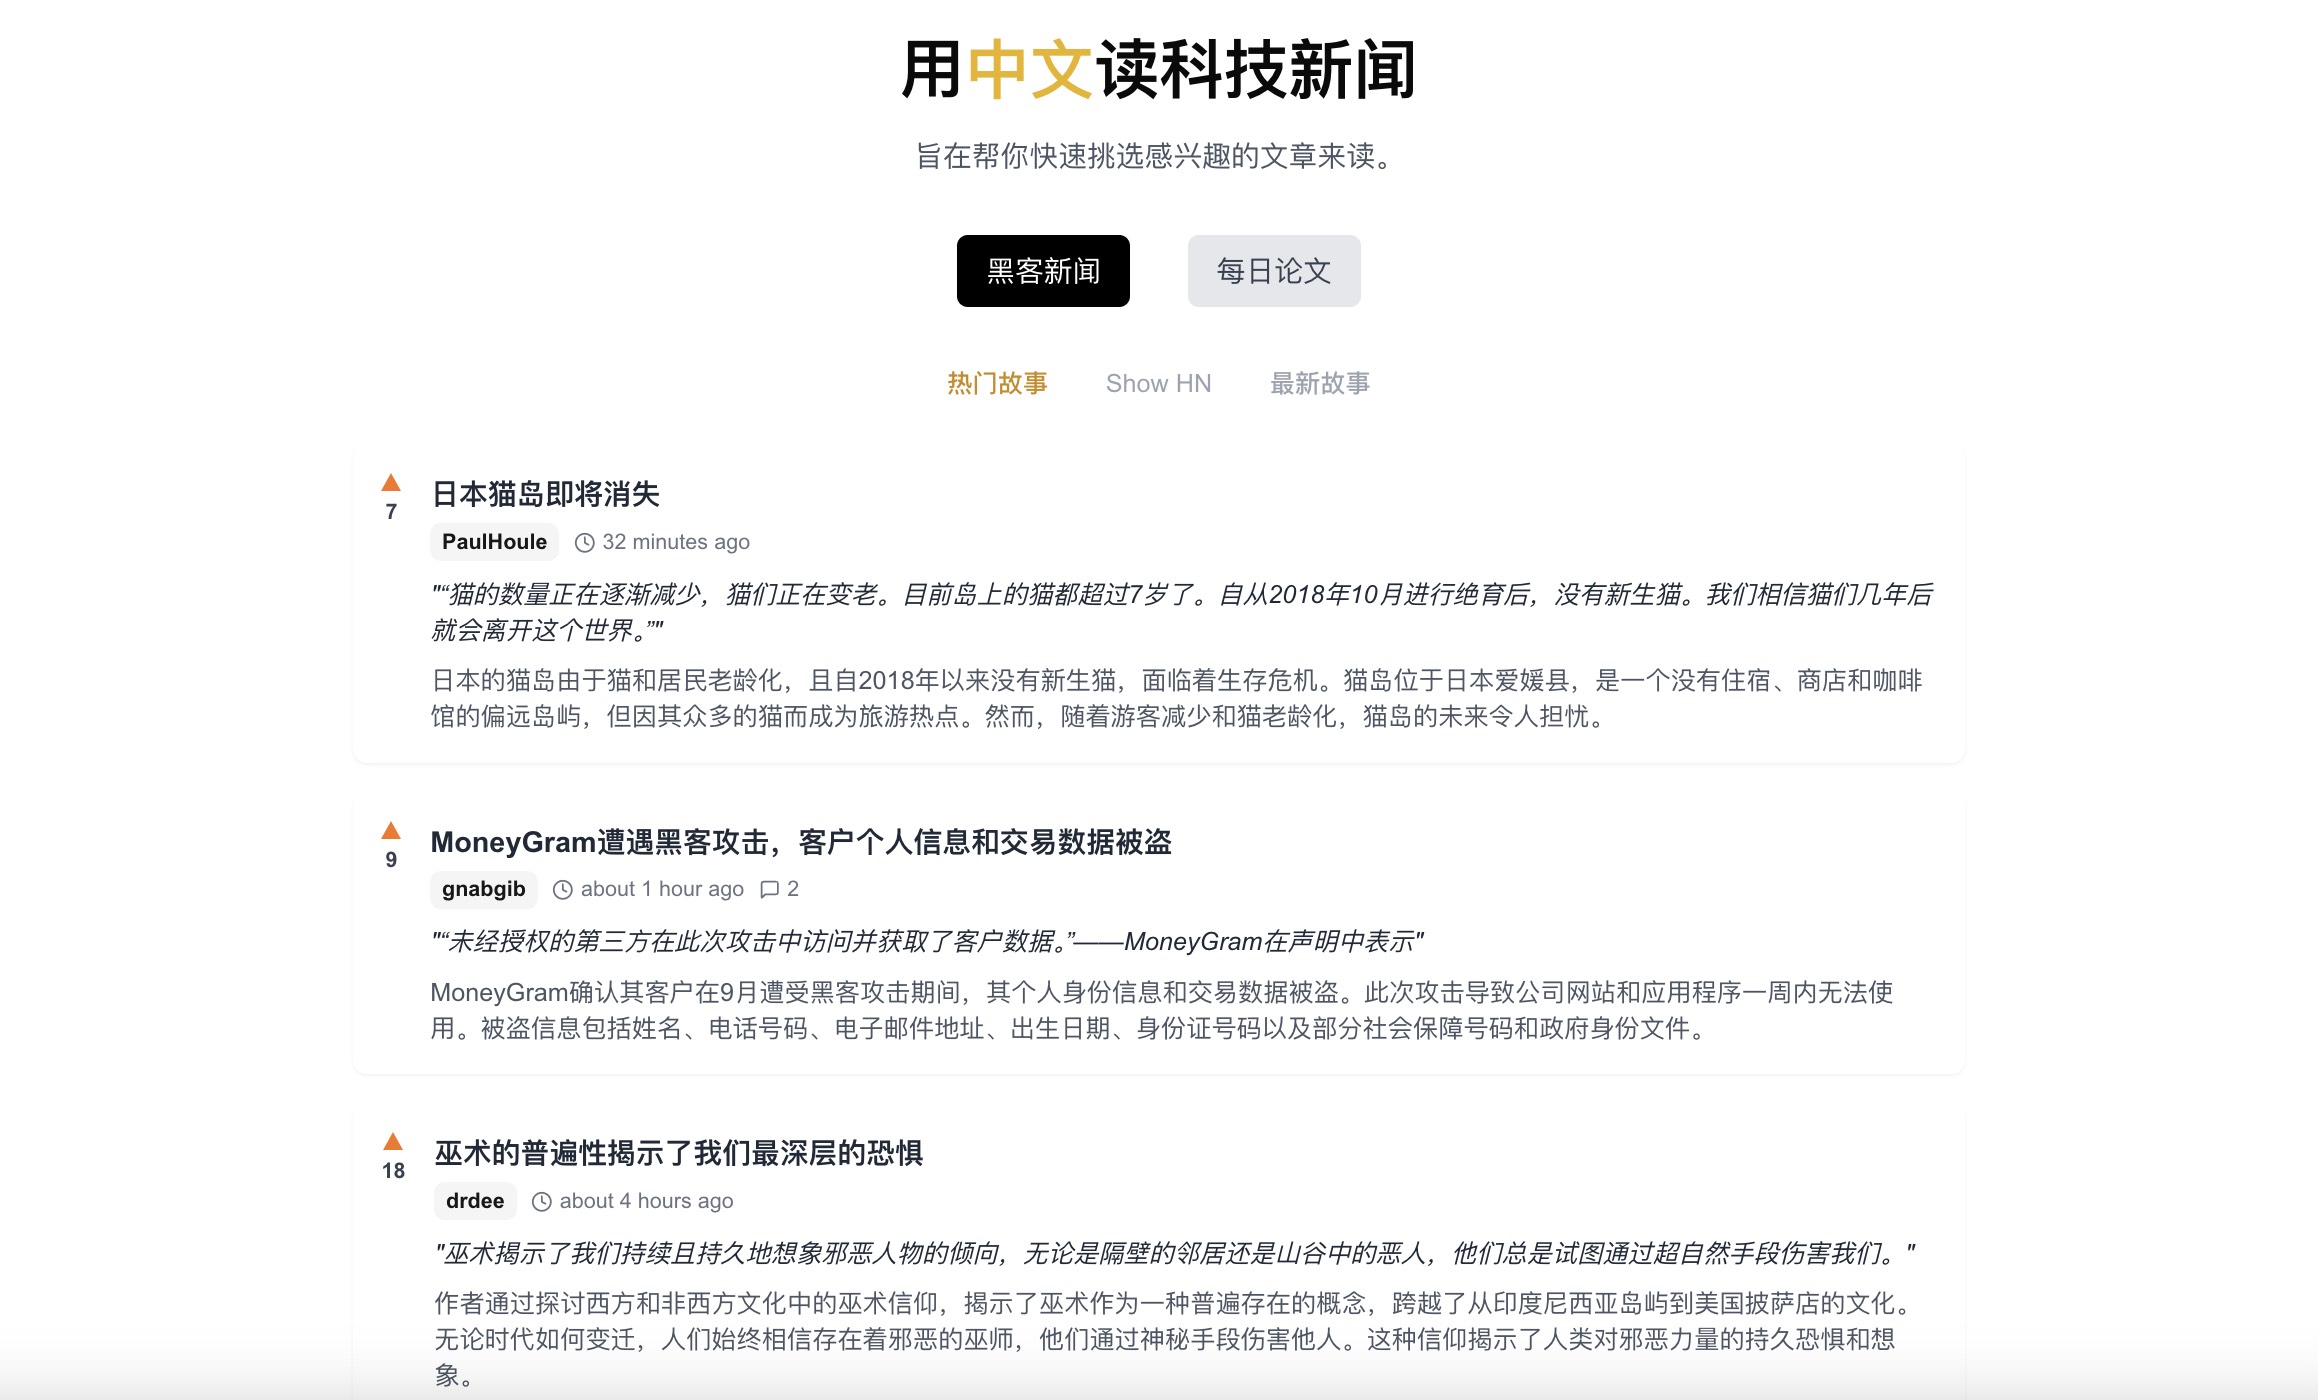 用中文读科技新闻
旨在帮你快速挑选感兴趣的文章来读。
黑客新闻
每日论文
热门故事
Show HN
最新故事
7
日本猫岛即将消失
PaulHoule
32 minutes ago
"“猫的数量正在逐渐减少，猫们正在变老。目前岛上的猫都超过7岁了。自从2018年10月进行绝育后，没有新生猫。我们相信猫们几年后
就会离开这个世界。”"
日本的猫岛由于猫和居民老龄化，且自2018年以来没有新生猫，面临着生存危机。猫岛位于日本爱媛县，是一个没有住宿、商店和咖啡
馆的偏远岛屿，但因其众多的猫而成为旅游热点。然而，随着游客减少和猫老龄化，猫岛的未来令人担忧。
9
MoneyGram遭遇黑客攻击，客户个人信息和交易数据被盗
gnabgib
about 1 hour ago
2
"“未经授权的第三方在此次攻击中访问并获取了客户数据。”——MoneyGram在声明中表示"
MoneyGram确认其客户在9月遭受黑客攻击期间，其个人身份信息和交易数据被盗。此次攻击导致公司网站和应用程序一周内无法使
用。被盗信息包括姓名、电话号码、电子邮件地址、出生日期、身份证号码以及部分社会保障号码和政府身份文件。
18
巫术的普遍性揭示了我们最深层的恐惧
drdee
about 4 hours ago
"巫术揭示了我们持续且持久地想象邪恶人物的倾向，无论是隔壁的邻居还是山谷中的恶人，他们总是试图通过超自然手段伤害我们。"
作者通过探讨西方和非西方文化中的巫术信仰，揭示了巫术作为一种普遍存在的概念，跨越了从印度尼西亚岛屿到美国披萨店的文化。
无论时代如何变迁，人们始终相信存在着邪恶的巫师，他们通过神秘手段伤害他人。这种信仰揭示了人类对邪恶力量的持久恐惧和想
象。